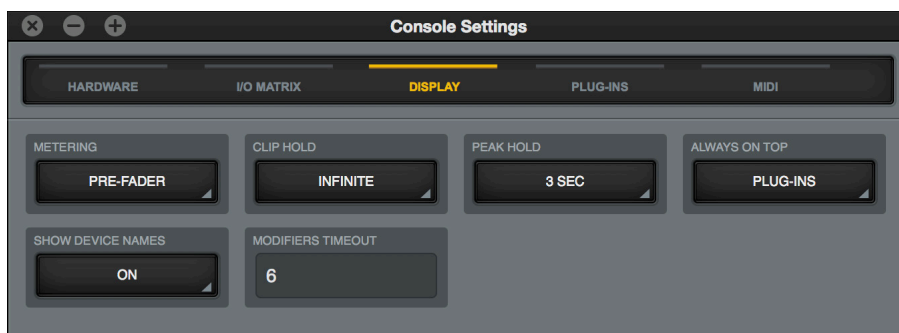 Console Settings
HARDWARE I/O MATRIX DISPLAY PLUG-INS MIDI
METERING CLIP HOLD PEAK HOLD ALWAYS ON TOP
PRE-FADER INFINITE 3 SEC PLUG-INS
SHOW DEVICE NAMES MODIFIERS TIMEOUT
ON 6